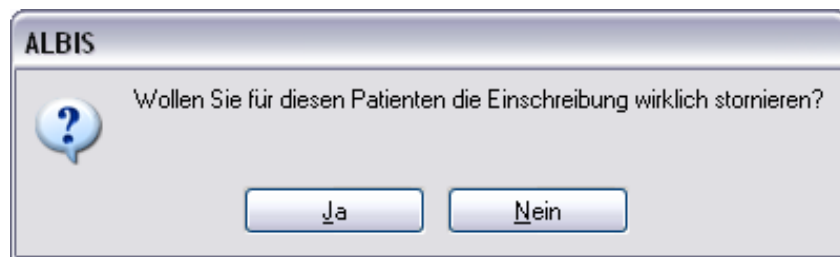 ALBIS
Wollen Sie für diesen Patienten die Einschreibung wirklich stornieren?
Ja
Nein